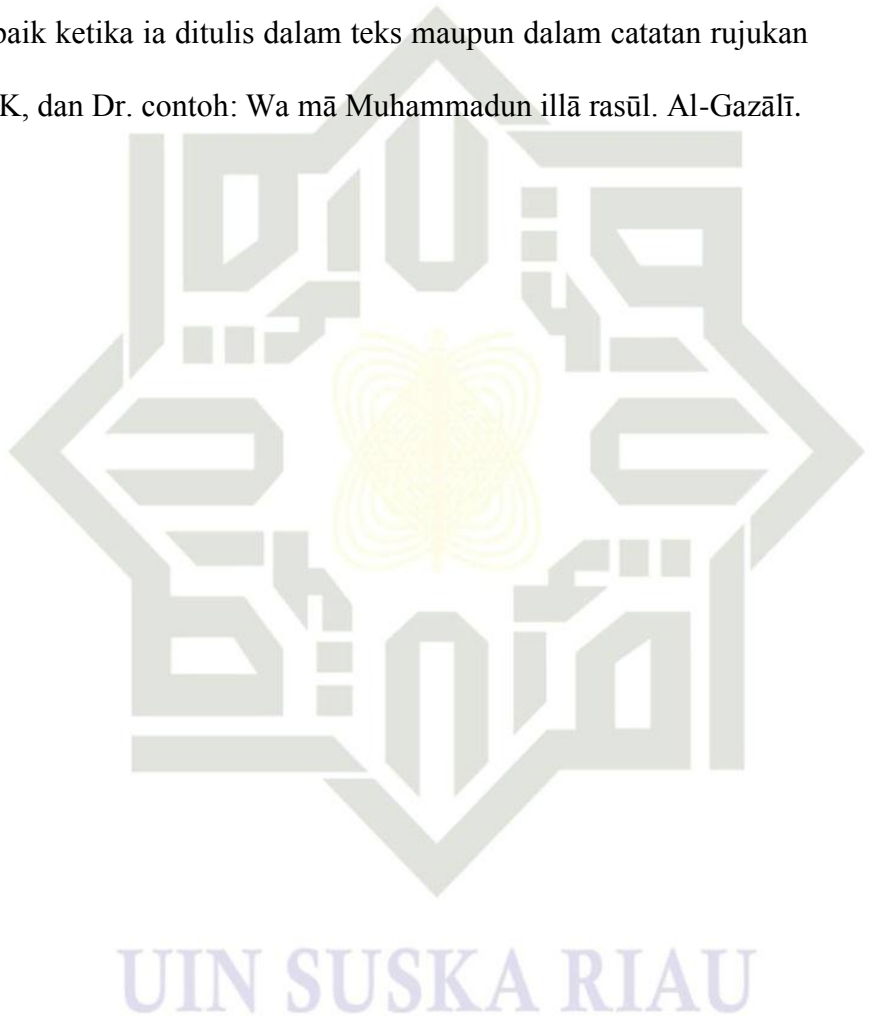 baik ketika ia ditulis dalam teks maupun dalam catatan rujukan
K, dan Dr. contoh: Wa mā Muhammadun illā rasūl. Al-Gazālī.
UIN SUSKA RIAU